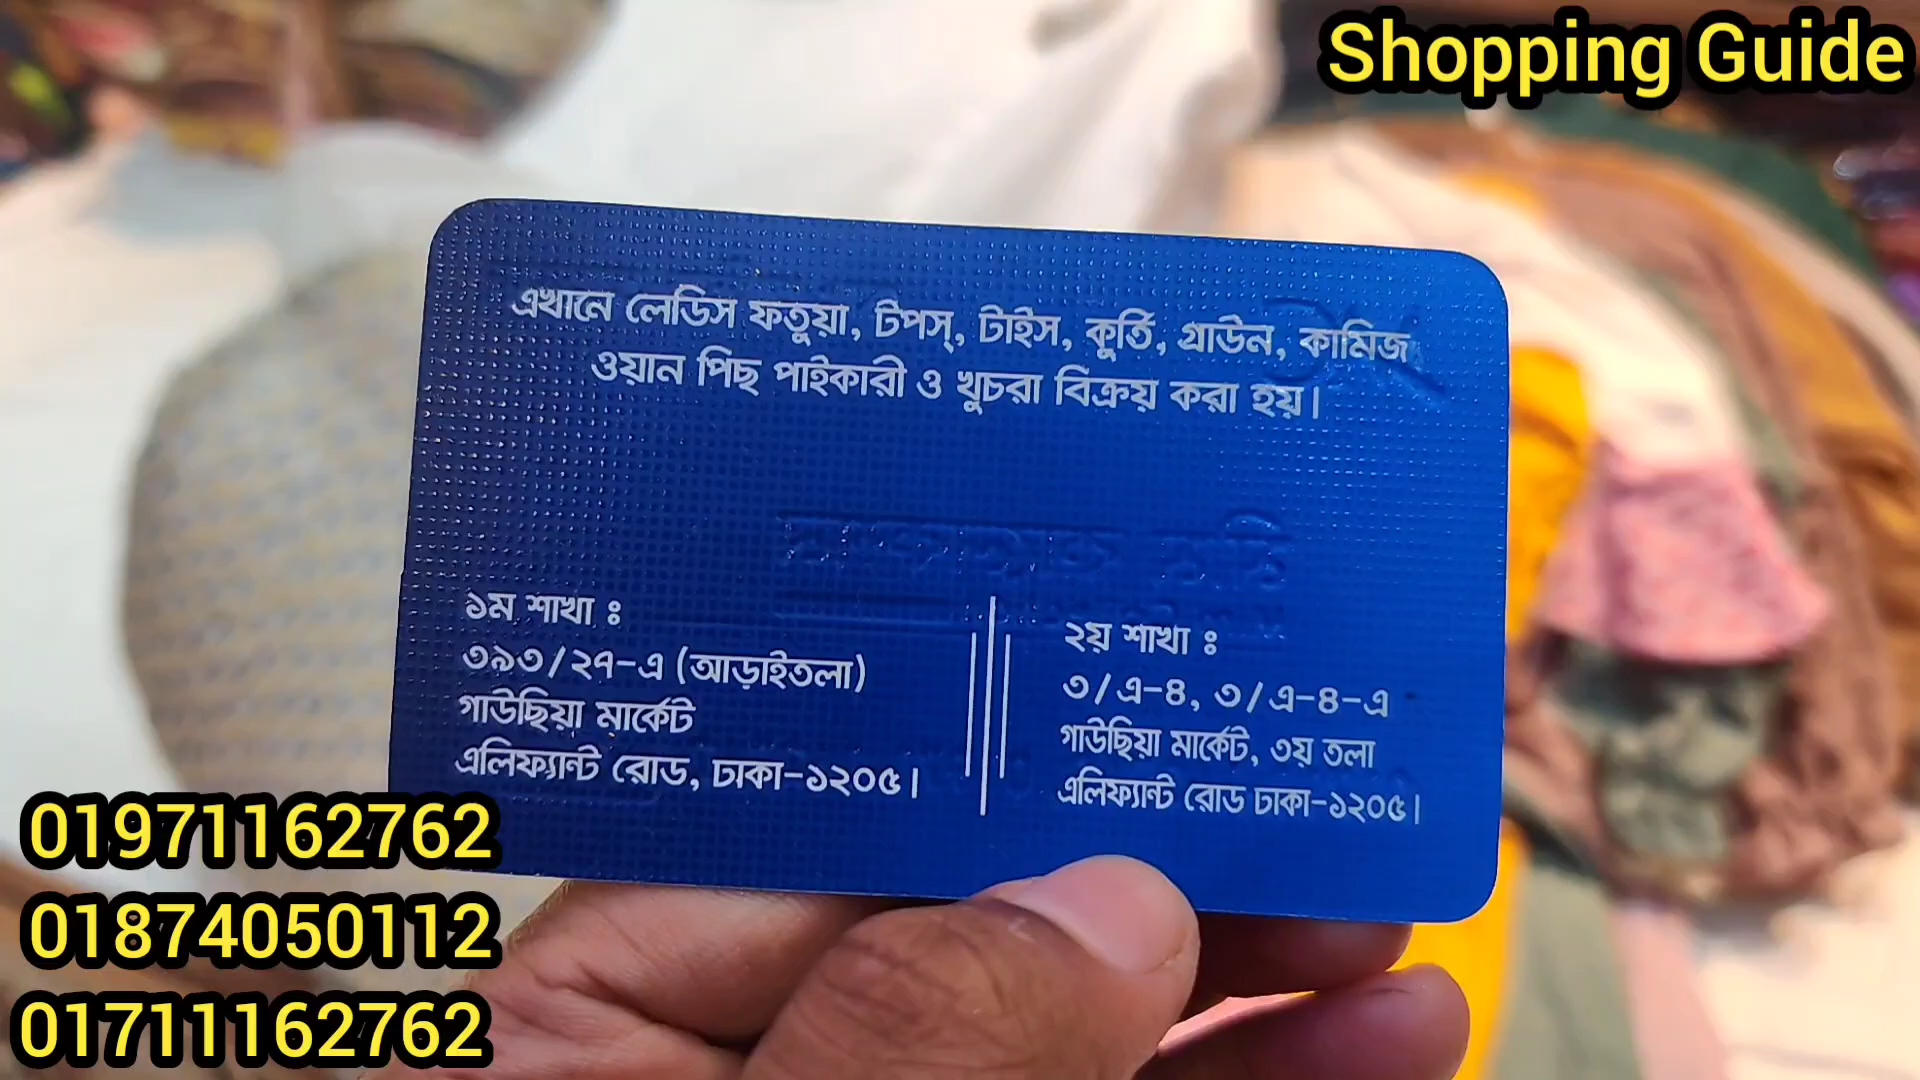 Shopping Guide
এখানে লেডিস ফতুয়া, টপস্, টাইস, কুর্তি, গ্রাউন, কামিজ
ওয়ান পিছ পাইকারী ও খুচরা বিক্রয় করা হয়।
১ম শাখা ঃ
৩৯৩/২৭-এ (আড়াইতলা)
গাউছিয়া মার্কেট
এলিফ্যান্ট রোড, ঢাকা-১২০৫।
২য় শাখা ঃ
৩/এ-৪, ৩/এ-৪-এ
গাউছিয়া মার্কেট, ৩য় তলা
এলিফ্যান্ট রোড ঢাকা-১২০৫।
01971162762
01874050112
01711162762